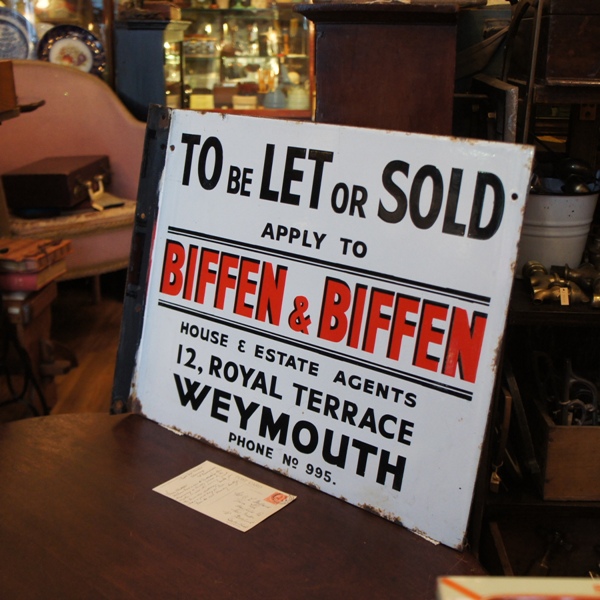 TO BE LET OR SOLD
APPLY TO
BIFFEN & BIFFEN
HOUSE & ESTATE AGENTS
12, ROYAL TERRACE
WEYMOUTH
PHONE Nº 995.